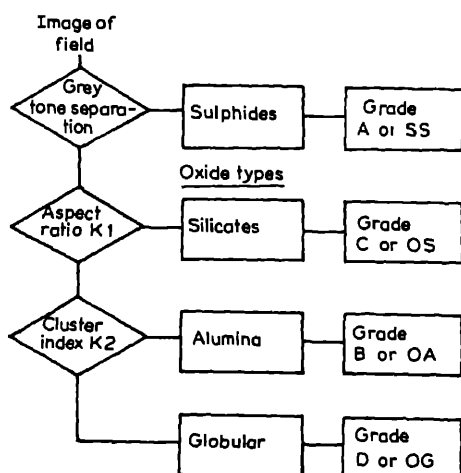 Image of
field
Grey
tone separa-
tion
Sulphides
Grade
A or SS
Oxide types
Aspect
ratio K1
Silicates
Grade
C or OS
Cluster
index K2
Alumina
Grade
B or OA
Globular
Grade
D or OG